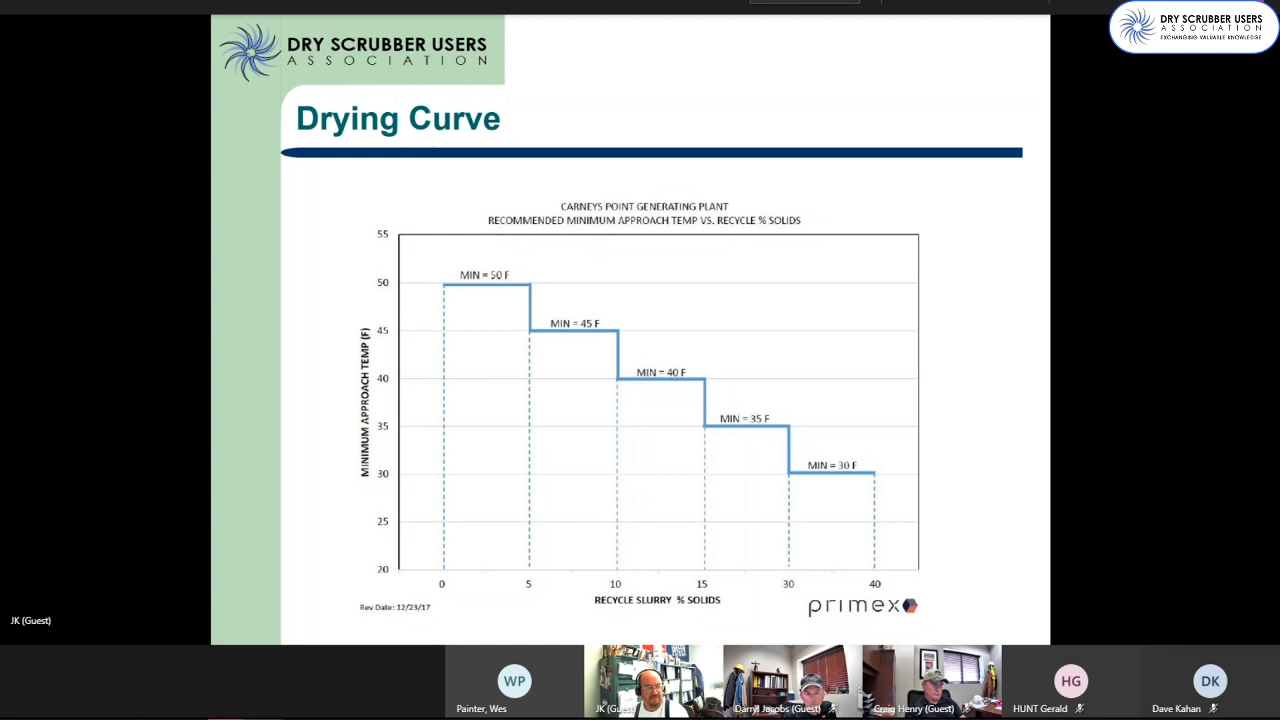 DRY SCRUBBER USERS
ASSOCIATION
DRY SCRUBBER USERS
ASSOCIATION
EXCHANGING VALUABLE KNOWLEDGE
Drying Curve
CARNEYS POINT GENERATING PLANT
RECOMMENDED MINIMUM APPROACH TEMP VS. RECYCLE % SOLIDS
55
50
45
40
35
30
25
20
MINIMUM APPROACH TEMP (F)
MIN = 50 F
MIN = 45 F
MIN = 40 F
MIN = 35 F
MIN = 30 F
0 5 10 15 30 40
RECYCLE SLURRY % SOLIDS
Rev Date: 12/23/17
primex
JK (Guest)
WP
HG
DK
Painter, Wes
JK (Guest)
Darryl Jacobs (Guest)
Craig Henry (Guest)
HUNT Gerald
Dave Kahan